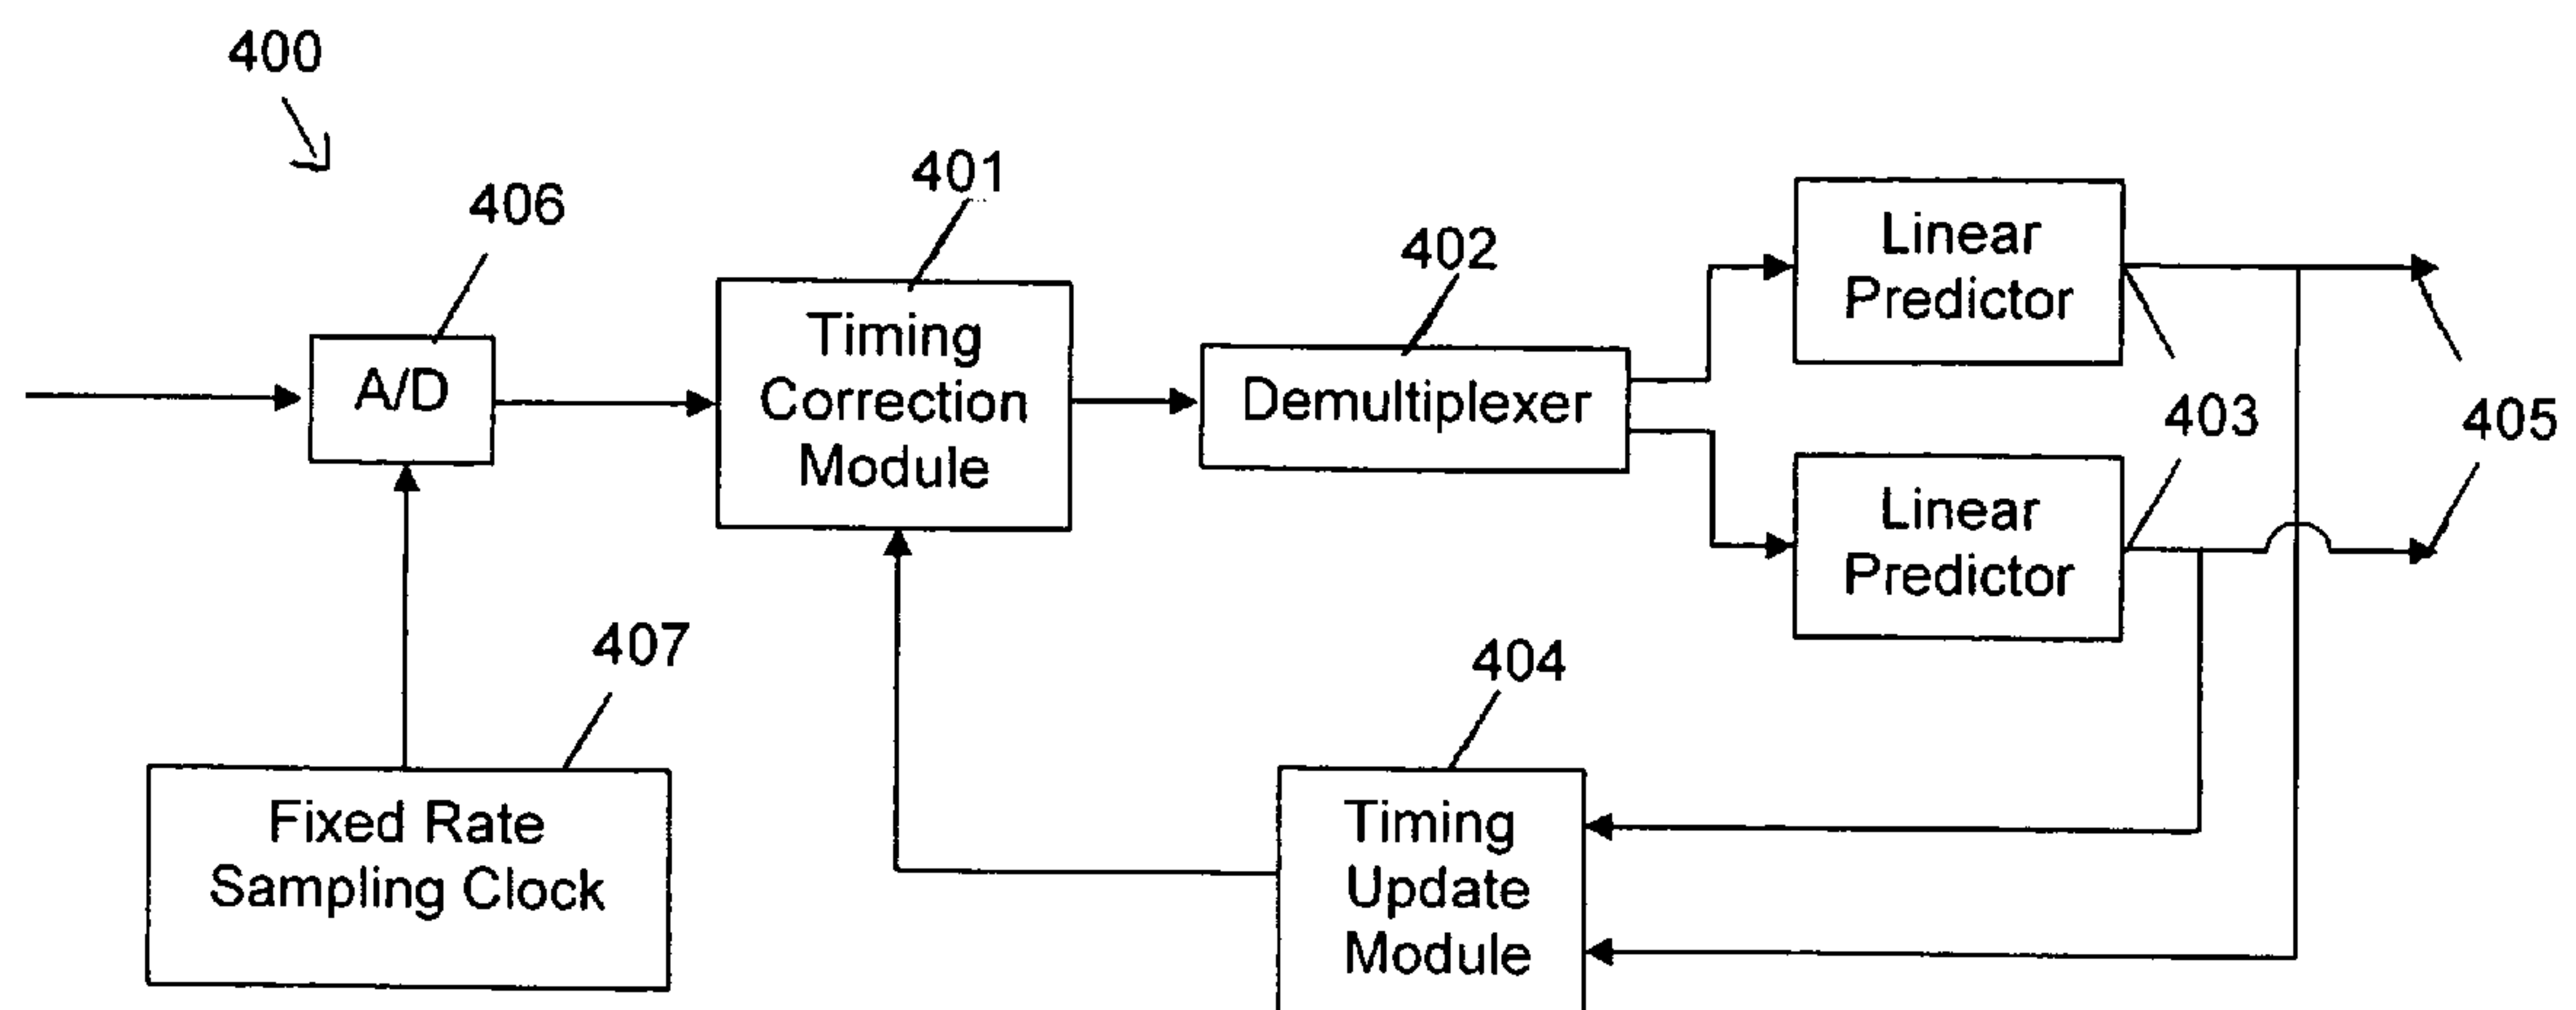 400
406
401
402
Linear
Predictor
A/D
Timing
Correction
Module
Demultiplexer
403
405
Linear
Predictor
407
404
Fixed Rate
Sampling Clock
Timing
Update
Module